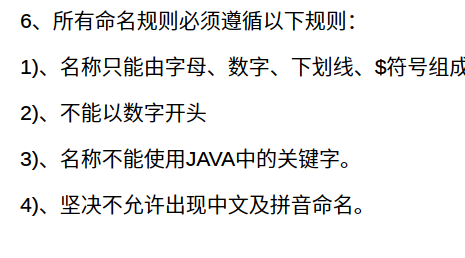 6、所有命名规则必须遵循以下规则：
1)、名称只能由字母、数字、下划线、$符号组成
2)、不能以数字开头
3)、名称不能使用JAVA中的关键字。
4)、坚决不允许出现中文及拼音命名。